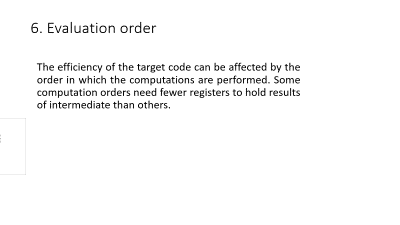 6. Evaluation order
The efficiency of the target code can be affected by the
order in which the computations are performed. Some
computation orders need fewer registers to hold results
of intermediate than others.